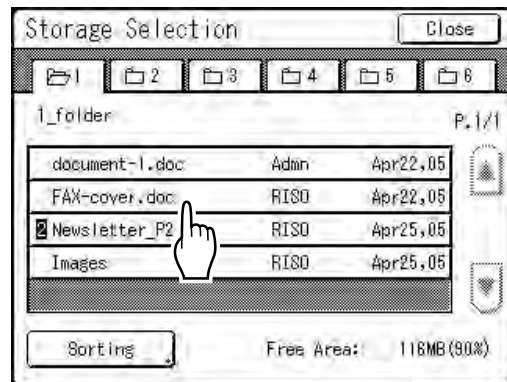 Storage Selection Close
1 2 3 4 5 6
1_folder P.1/1
document-1.doc Admn Apr22,05
FAX-cover.doc RISO Apr22,05
2 Newsletter_P2 RISO Apr25,05
Images RISO Apr25,05
Sorting Free Area: 116MB(90%)